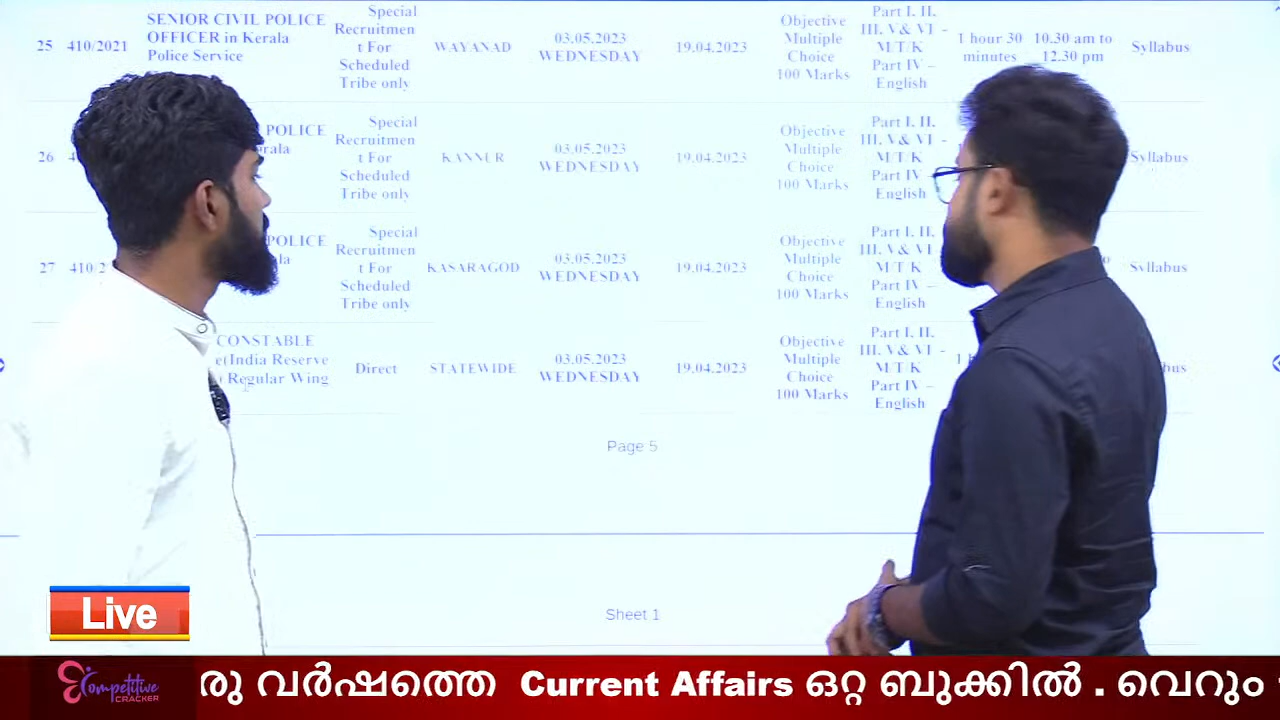 25 410/2021 SENIOR CIVIL POLICE OFFICER in Kerala Police Service Special Recruitmen t For Scheduled Tribe only WAYANAD 03.05.2023 WEDNESDAY 19.04.2023 Objective Multiple Choice 100 Marks Part I, II, III, V & VI – M/T/K Part IV – English 1 hour 30 minutes 10.30 am to 12.30 pm Syllabus
26 POLICE Special Recruitmen t For Scheduled Tribe only KANNUR 03.05.2023 WEDNESDAY 19.04.2023 Objective Multiple Choice 100 Marks Part I, II, III, V & VI – M/T/K Part IV – English Syllabus
27 410/2 POLICE Special Recruitmen t For Scheduled Tribe only KASARAGOD 03.05.2023 WEDNESDAY 19.04.2023 Objective Multiple Choice 100 Marks Part I, II, III, V & VI M/T/K Part IV – English Syllabus
CONSTABLE (India Reserve Regular Wing Direct STATEWIDE 03.05.2023 WEDNESDAY 19.04.2023 Objective Multiple Choice 100 Marks Part I, II, III, V & VI – M/T/K Part IV – English
Page 5
Sheet 1
Live
Competitive CRACKER
രു വർഷത്തെ Current Affairs ഒറ്റ ബുക്കിൽ . വെറും